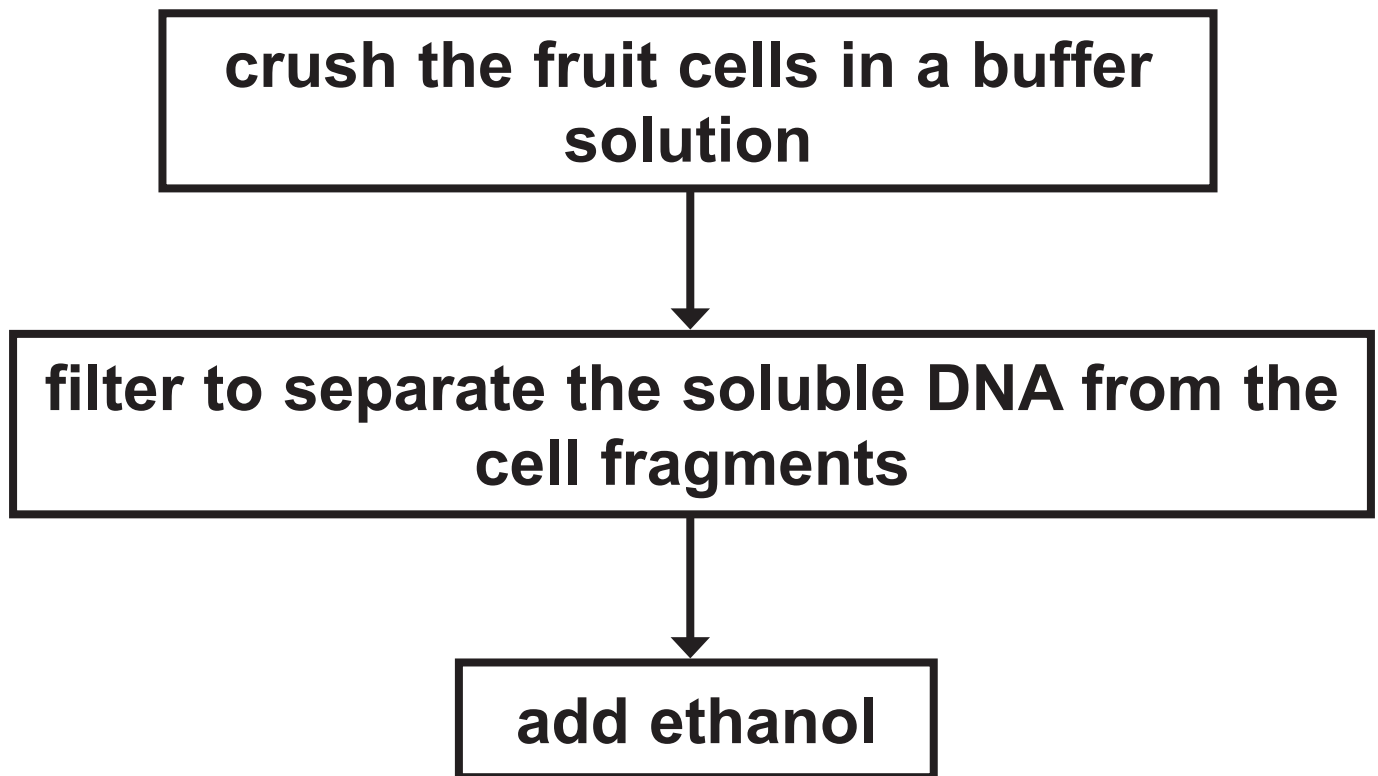 crush the fruit cells in a buffer
solution
filter to separate the soluble DNA from the
cell fragments
add ethanol